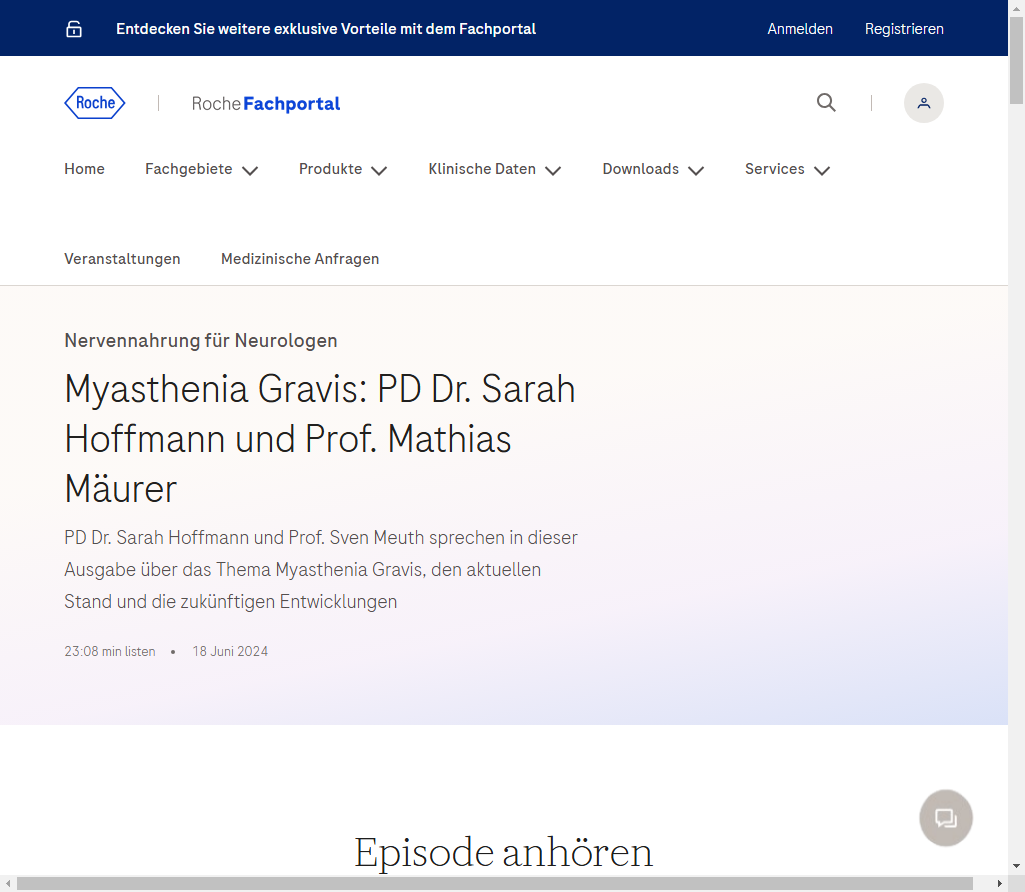 Entdecken Sie weitere exklusive Vorteile mit dem Fachportal
Anmelden
Registrieren
Roche
RocheFachportal
Home
Fachgebiete
Produkte
Klinische Daten
Downloads
Services
Veranstaltungen
Medizinische Anfragen
Nervennahrung für Neurologen
Myasthenia Gravis: PD Dr. Sarah
Hoffmann und Prof. Mathias
Mäurer
PD Dr. Sarah Hoffmann und Prof. Sven Meuth sprechen in dieser
Ausgabe über das Thema Myasthenia Gravis, den aktuellen
Stand und die zukünftigen Entwicklungen
23:08 min listen • 18 Juni 2024
Episode anhören